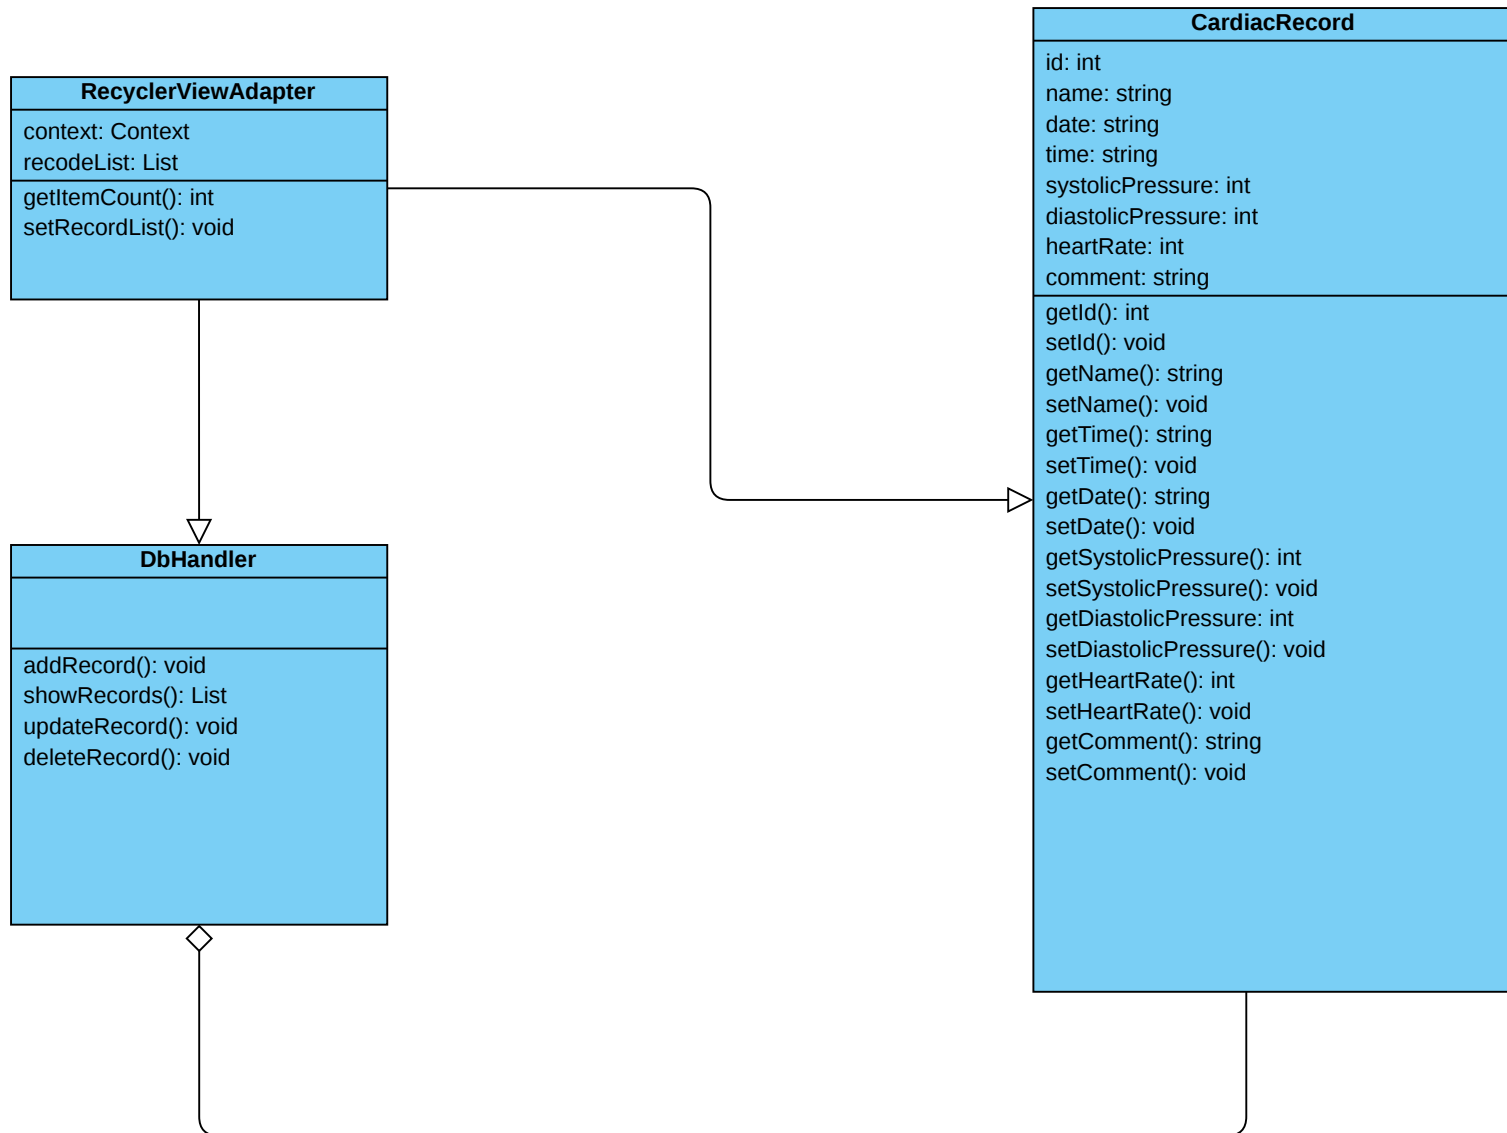 RecyclerViewAdapter
context: Context
recodeList: List
getItemCount(): int
setRecordList(): void
DbHandler
addRecord(): void
showRecords(): List
updateRecord(): void
deleteRecord(): void
CardiacRecord
id: int
name: string
date: string
time: string
systolicPressure: int
diastolicPressure: int
heartRate: int
comment: string
getId(): int
setId(): void
getName(): string
setName(): void
getTime(): string
setTime(): void
getDate(): string
setDate(): void
getSystolicPressure(): int
setSystolicPressure(): void
getDiastolicPressure: int
setDiastolicPressure(): void
getHeartRate(): int
setHeartRate(): void
getComment(): string
setComment(): void